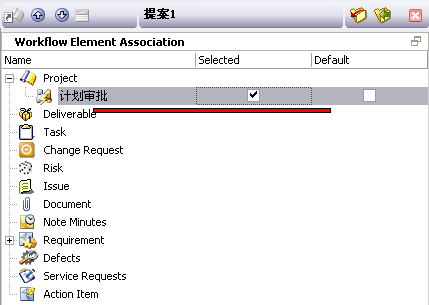 提案1
Workflow Element Association
Name Selected Default
Project
计划审批
Deliverable
Task
Change Request
Risk
Issue
Document
Note Minutes
Requirement
Defects
Service Requests
Action Item